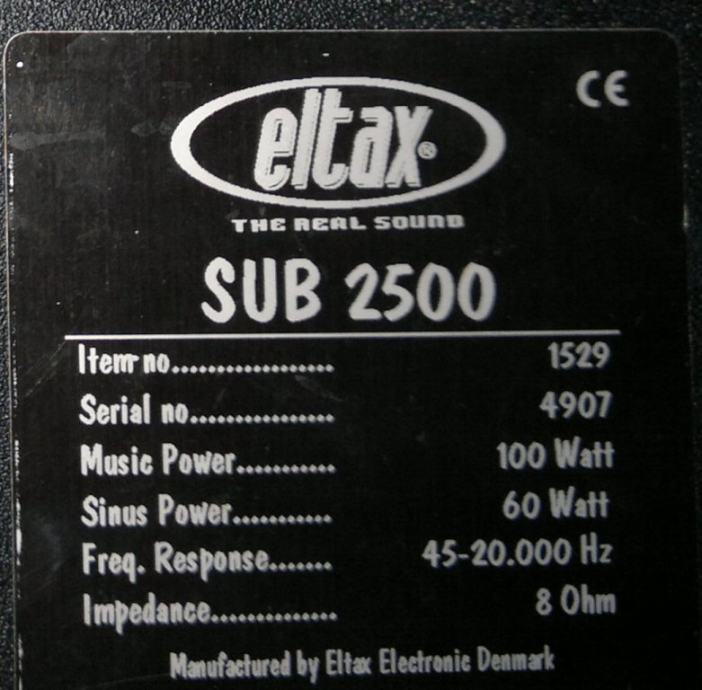 CE
eltax®
THE REAL SOUND
SUB 2500
Item no.................. 1529
Serial no................ 4907
Music Power........... 100 Watt
Sinus Power........... 60 Watt
Freq. Response....... 45-20.000 Hz
Impedance.............. 8 Ohm
Manufactured by Eltax Electronic Denmark